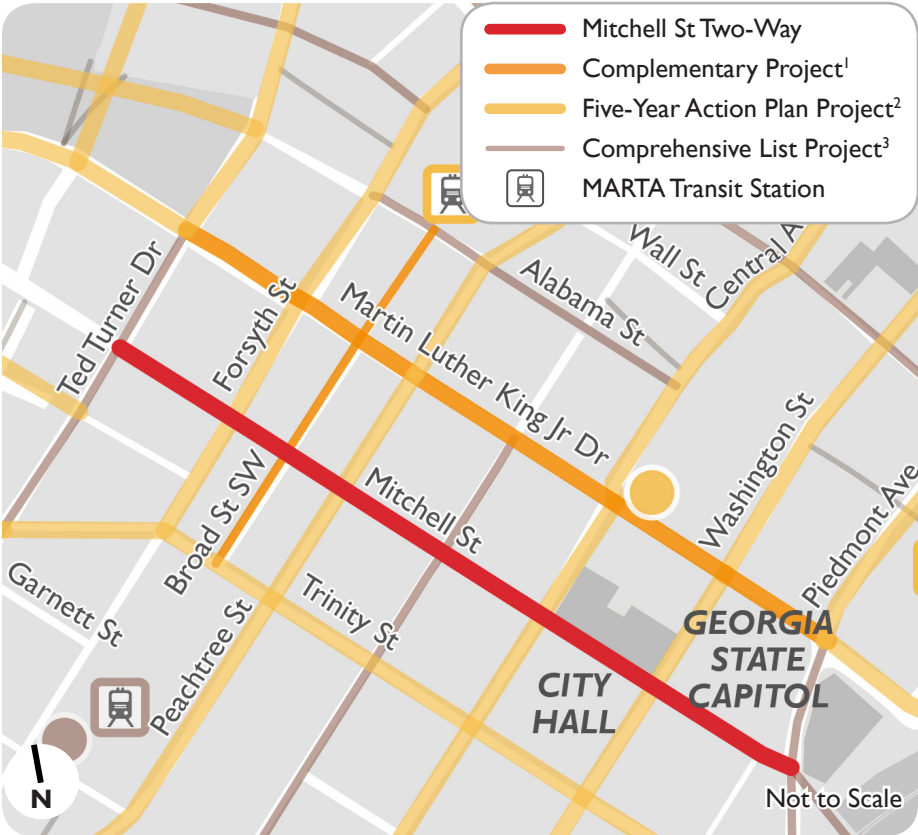 Mitchell St Two-Way
Complementary Project¹
Five-Year Action Plan Project²
Comprehensive List Project³
MARTA Transit Station
Wall St
Central A
Alabama St
Ted Turner Dr
Forsyth St
Martin Luther King Jr Dr
Washington St
Piedmont Ave
Broad St SW
Mitchell St
Garnett St
Peachtree St
Trinity St
GEORGIA
STATE
CAPITOL
CITY
HALL
N
Not to Scale